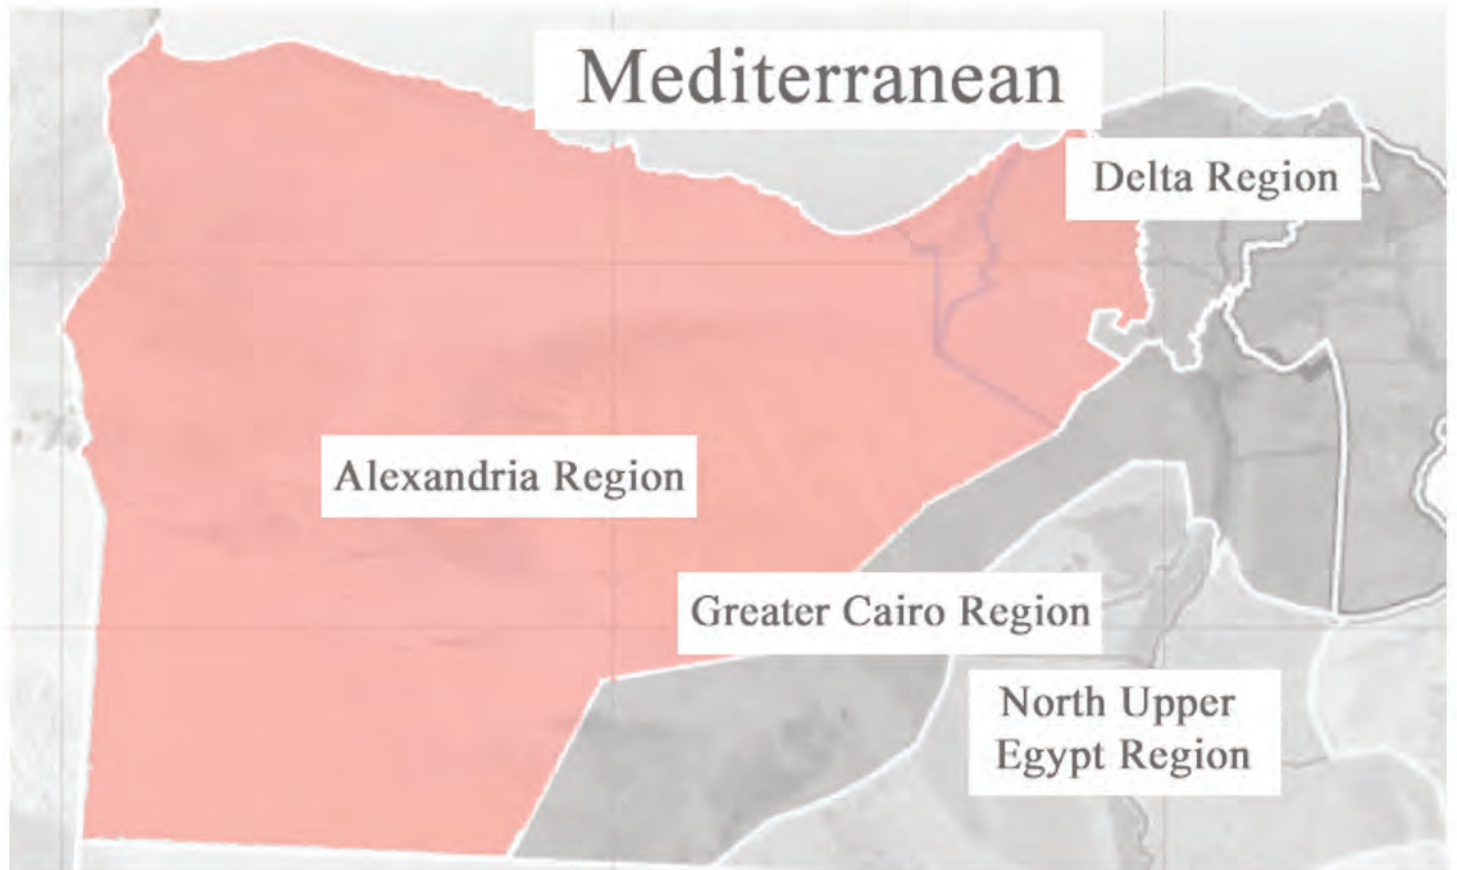 Mediterranean
Delta Region
Alexandria Region
Greater Cairo Region
North Upper
Egypt Region